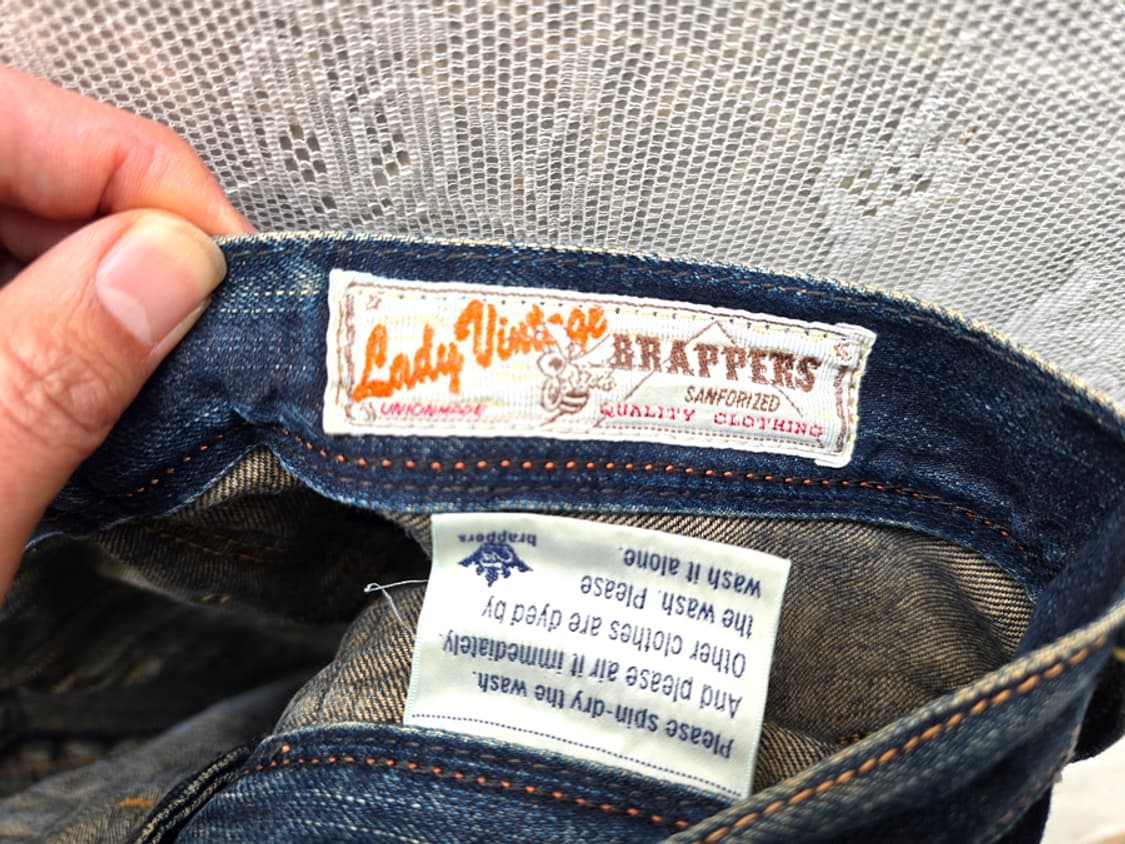 Lady Vintage
BRAPPERS
SANFORIZED
UNIONMADE
QUALITY CLOTHING
Please spin-dry the wash.
And please air it immediately.
Other clothes are dyed by
the wash. Please
wash it alone.
brappers